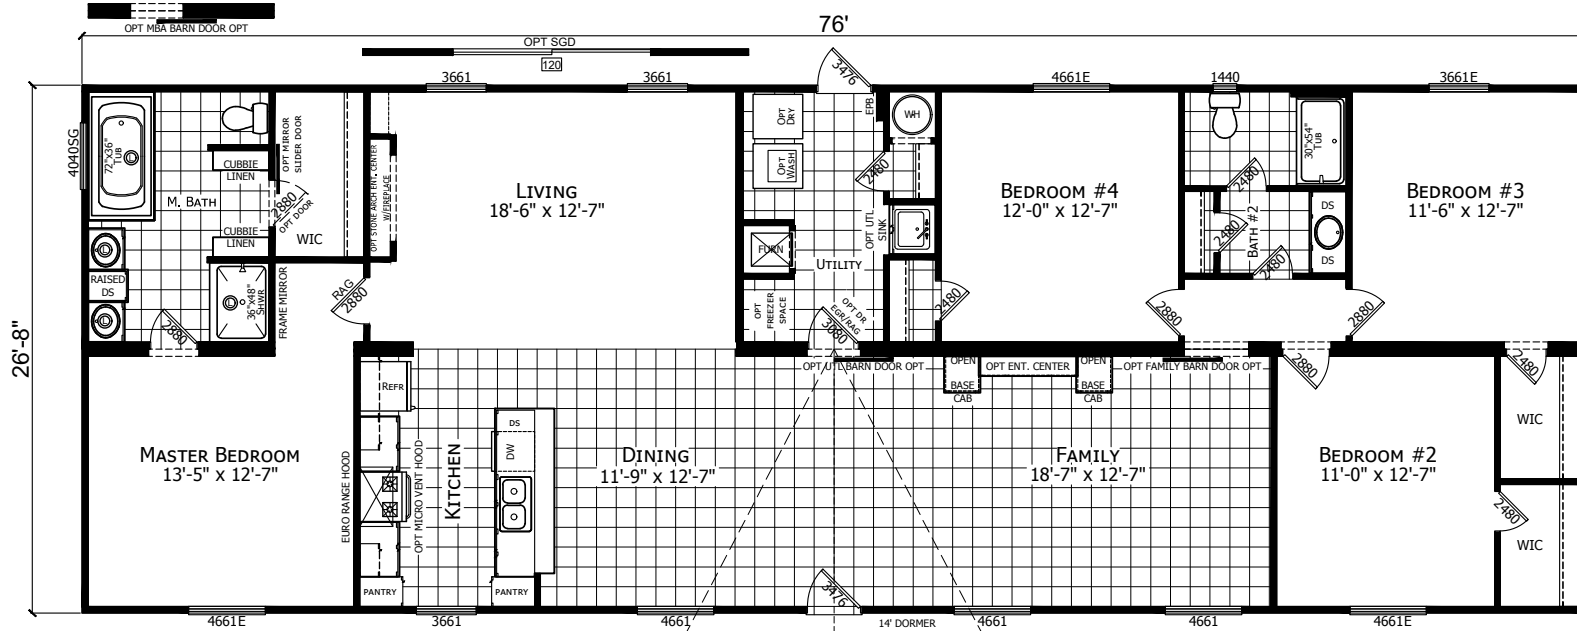 OPT MBA BARN DOOR OPT
76'
OPT SGD
120
3661
3661
3476
4661E
1440
3661E
26'-8"
4040SG
72"x36"
TUB
CUBBIE
LINEN
M. BATH
CUBBIE
LINEN
RAISED
DS
36"x48"
SHWR
2880
OPT MIRROR
SLIDER DOOR
2880
OPT DOOR
WIC
FRAME MIRROR
RAG
2880
OPT STONE ARCH ENT. CENTER
W/FIREPLACE
LIVING
18'-6" x 12'-7"
OPT
DRY
OPT
WASH
EPB
WH
2480
OPT UTL
SINK
FURN
UTILITY
OPT
FREEZER
SPACE
OPT DR
EGR/RAG
3080
2480
BEDROOM #4
12'-0" x 12'-7"
2880
30"x54"
TUB
2480
2480
BATH #2
2480
DS
DS
BEDROOM #3
11'-6" x 12'-7"
2880
OPT UTL BARN DOOR OPT
OPEN
BASE
CAB
OPT ENT. CENTER
OPEN
BASE
CAB
OPT FAMILY BARN DOOR OPT
2880
2480
MASTER BEDROOM
13'-5" x 12'-7"
REFR
EURO RANGE HOOD
OPT MICRO VENT HOOD
KITCHEN
DS
DW
PANTRY
PANTRY
DINING
11'-9" x 12'-7"
FAMILY
18'-7" x 12'-7"
BEDROOM #2
11'-0" x 12'-7"
WIC
2480
WIC
3476
4661E
3661
4661
14' DORMER
4661
4661
4661E